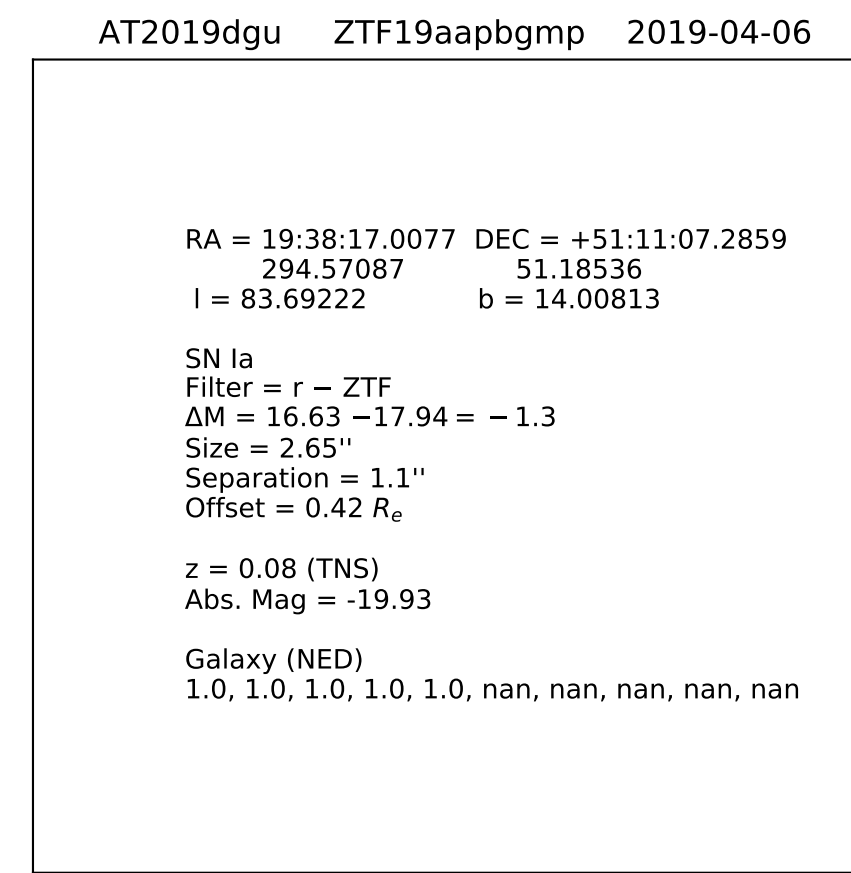 AT2019dgu ZTF19aapbgmp 2019-04-06
RA = 19:38:17.0077 DEC = +51:11:07.2859
294.57087 51.18536
l = 83.69222 b = 14.00813
SN Ia
Filter = r − ZTF
ΔM = 16.63 −17.94 = − 1.3
Size = 2.65''
Separation = 1.1''
Offset = 0.42 Rₑ
z = 0.08 (TNS)
Abs. Mag = -19.93
Galaxy (NED)
1.0, 1.0, 1.0, 1.0, 1.0, nan, nan, nan, nan, nan